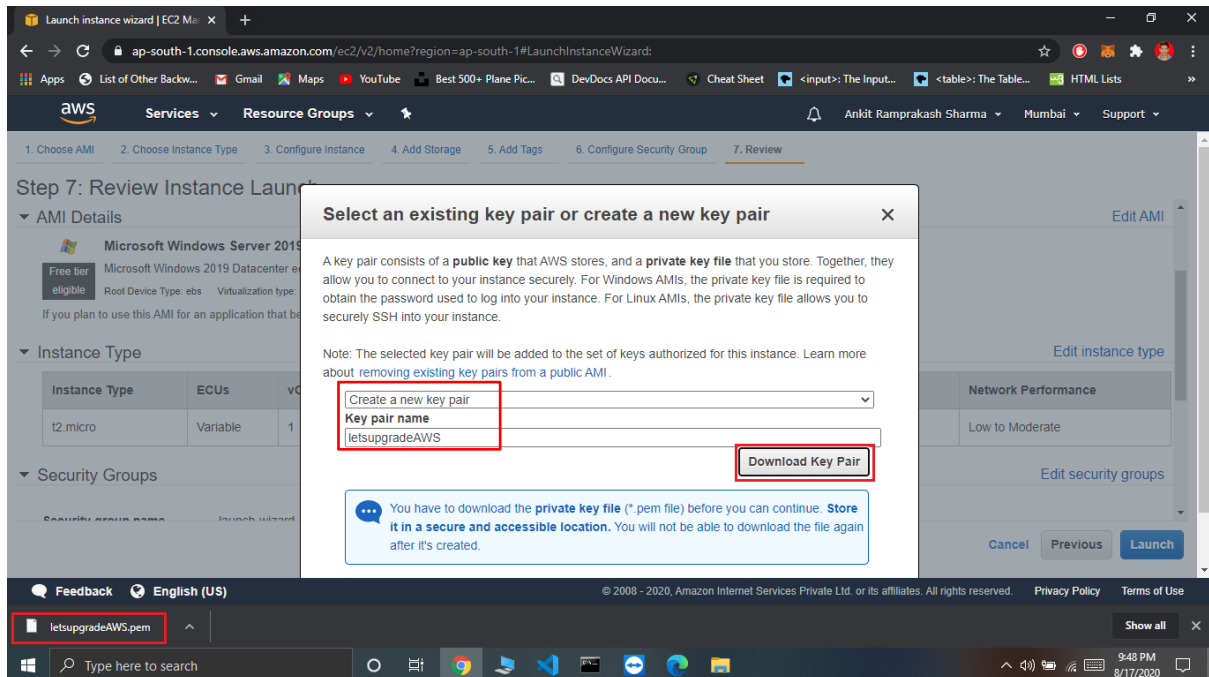 Launch instance wizard | EC2 Ma
ap-south-1.console.aws.amazon.com/ec2/v2/home?region=ap-south-1#LaunchInstanceWizard:
Apps List of Other Backw... Gmail Maps YouTube Best 500+ Plane Pic... DevDocs API Docu... Cheat Sheet <input>: The Input... <table>: The Table... HTML Lists »
aws Services Resource Groups Ankit Ramprakash Sharma Mumbai Support
1. Choose AMI 2. Choose Instance Type 3. Configure Instance 4. Add Storage 5. Add Tags 6. Configure Security Group 7. Review
Step 7: Review Instance Laun
AMI Details Edit AMI
Microsoft Windows Server 2019
Free tier
eligible
Microsoft Windows 2019 Datacenter e
Root Device Type: ebs Virtualization type:
If you plan to use this AMI for an application that be
Instance Type Edit instance type
Instance Type ECUs vC Network Performance
t2.micro Variable 1 Low to Moderate
Security Groups Edit security groups
Security group name launch-wizard
Cancel Previous Launch
Select an existing key pair or create a new key pair
A key pair consists of a public key that AWS stores, and a private key file that you store. Together, they
allow you to connect to your instance securely. For Windows AMIs, the private key file is required to
obtain the password used to log into your instance. For Linux AMIs, the private key file allows you to
securely SSH into your instance.
Note: The selected key pair will be added to the set of keys authorized for this instance. Learn more
about removing existing key pairs from a public AMI .
Create a new key pair
Key pair name
letsupgradeAWS
Download Key Pair
You have to download the private key file (*.pem file) before you can continue. Store
it in a secure and accessible location. You will not be able to download the file again
after it's created.
Feedback English (US) © 2008 - 2020, Amazon Internet Services Private Ltd. or its affiliates. All rights reserved. Privacy Policy Terms of Use
letsupgradeAWS.pem Show all
Type here to search 9:48 PM
8/17/2020